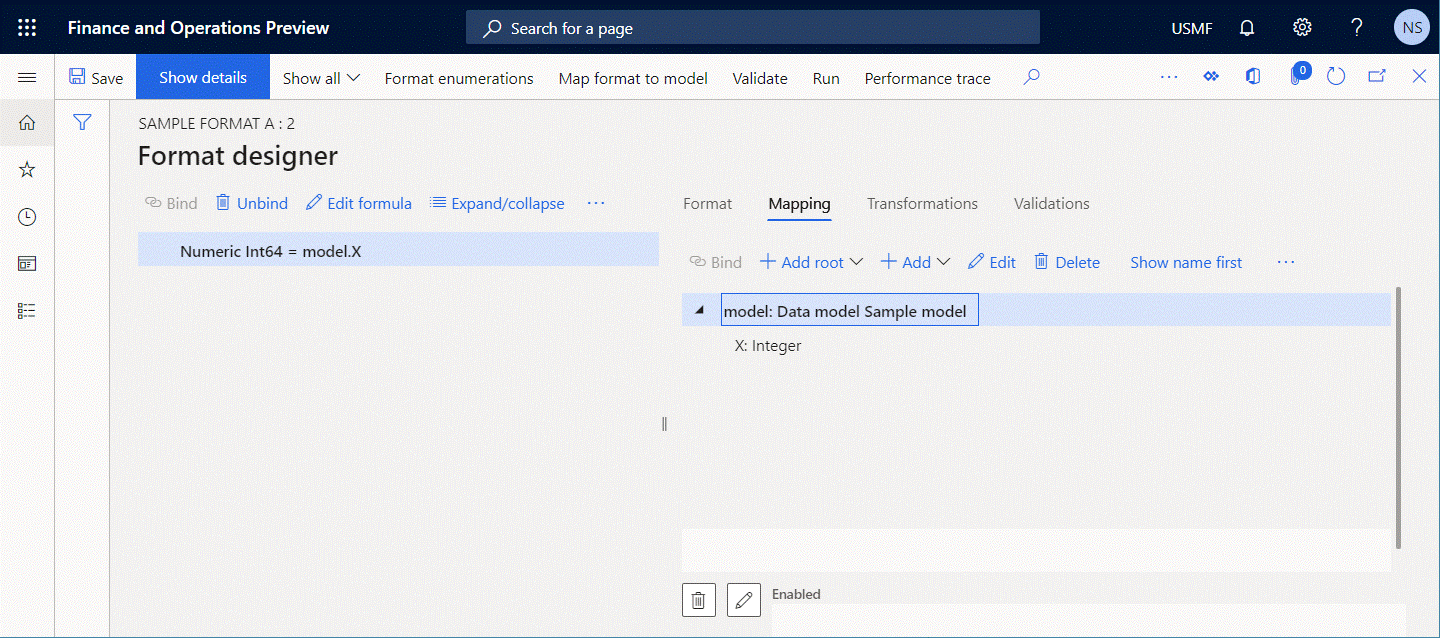 Finance and Operations Preview
Search for a page
USMF
NS
Save
Show details
Show all
Format enumerations
Map format to model
Validate
Run
Performance trace
0
SAMPLE FORMAT A : 2
Format designer
Bind
Unbind
Edit formula
Expand/collapse
Numeric Int64 = model.X
Format
Mapping
Transformations
Validations
Bind
Add root
Add
Edit
Delete
Show name first
model: Data model Sample model
X: Integer
Enabled